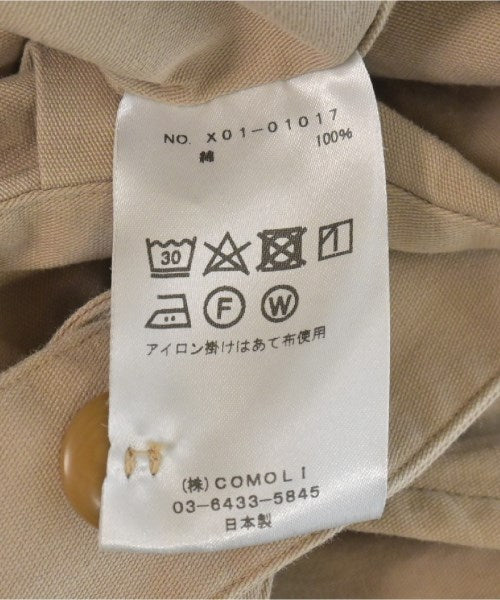 NO. X01-01017
綿 100%
30
F W
アイロン掛けはあて布使用
(株)COMOLI
03-6433-5845
日本製